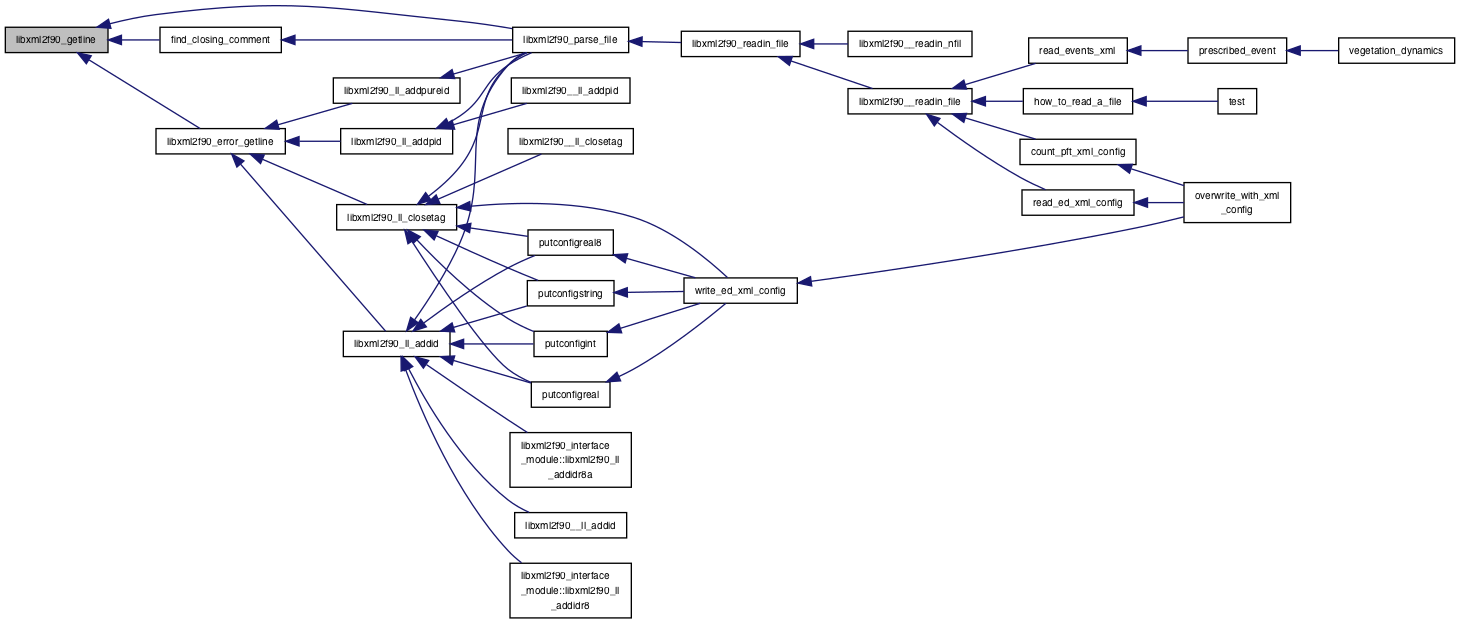 libxml2f90_getline
find_closing_comment
libxml2f90_parse_file
libxml2f90_readin_file
libxml2f90__readin_nfil
read_events_xml
prescribed_event
vegetation_dynamics
libxml2f90_ll_addpureid
libxml2f90__ll_addpid
libxml2f90__readin_file
how_to_read_a_file
test
libxml2f90_error_getline
libxml2f90_ll_addpid
libxml2f90__ll_closetag
count_pft_xml_config
read_ed_xml_config
overwrite_with_xml
_config
libxml2f90_ll_closetag
putconfigreal8
putconfigstring
write_ed_xml_config
libxml2f90_ll_addid
putconfigint
putconfigreal
libxml2f90_interface
_module::libxml2f90_ll
_addidr8a
libxml2f90__ll_addid
libxml2f90_interface
_module::libxml2f90_ll
_addidr8